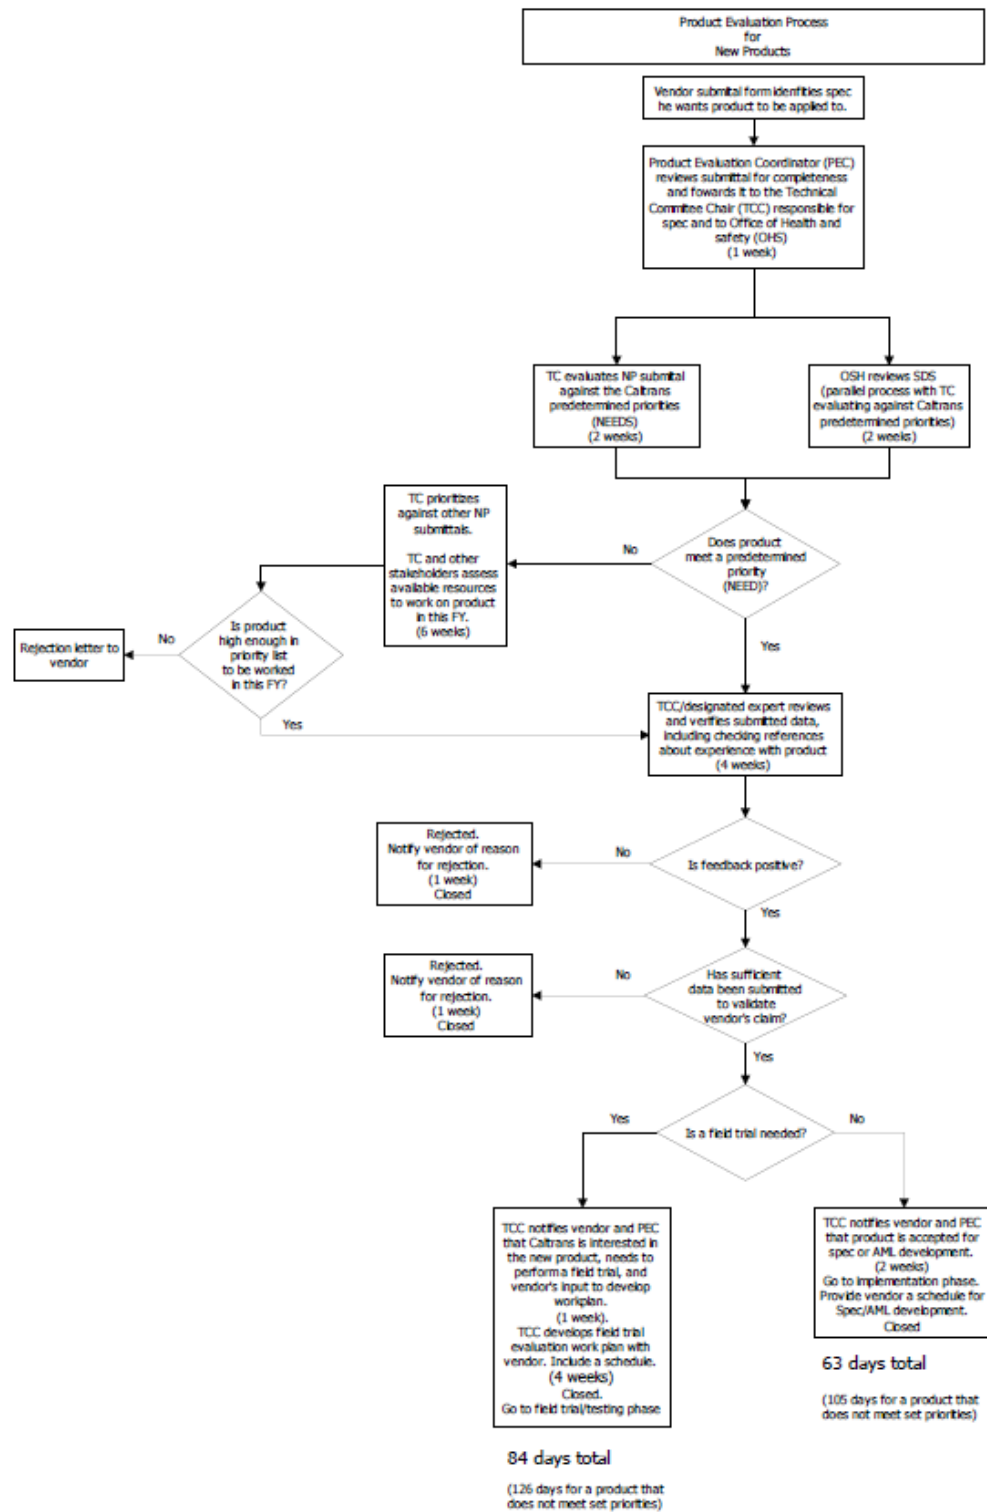 Product Evaluation Process
for
New Products
Vendor submital form identfities spec
he wants product to be applied to.
Product Evaluation Coordinator (PEC)
reviews submittal for completeness
and fowards it to the Technical
Commitee Chair (TCC) responsible for
spec and to Office of Health and
safety (OHS)
(1 week)
TC evaluates NP submital
against the Caltrans
predetermined priorities
(NEEDS)
(2 weeks)
OSH reviews SDS
(parallel process with TC
evaluating against Caltrans
predetermined priorities)
(2 weeks)
Does product
meet a predetermined
priority
(NEED)?
No
Yes
TC prioritizes
against other NP
submittals.
TC and other
stakeholders assess
available resources
to work on product
in this FY.
(6 weeks)
Is product
high enough in
priority list
to be worked
in this FY?
No
Yes
Rejection letter to
vendor
TCC/designated expert reviews
and verifies submitted data,
including checking references
about experience with product
(4 weeks)
Is feedback positive?
No
Yes
Rejected.
Notify vendor of reason
for rejection.
(1 week)
Closed
Has sufficient
data been submitted
to validate
vendor's claim?
No
Yes
Rejected.
Notify vendor of reason
for rejection.
(1 week)
Closed
Is a field trial needed?
Yes
No
TCC notifies vendor and PEC
that Caltrans is interested in
the new product, needs to
perform a field trial, and
vendor's input to develop
workplan.
(1 week).
TCC develops field trial
evaluation work plan with
vendor. Include a schedule.
(4 weeks)
Closed.
Go to field trial/testing phase
84 days total
(126 days for a product that
does not meet set priorities)
TCC notifies vendor and PEC
that product is accepted for
spec or AML development.
(2 weeks)
Go to implementation phase.
Provide vendor a schedule for
Spec/AML development.
Closed
63 days total
(105 days for a product that
does not meet set priorities)